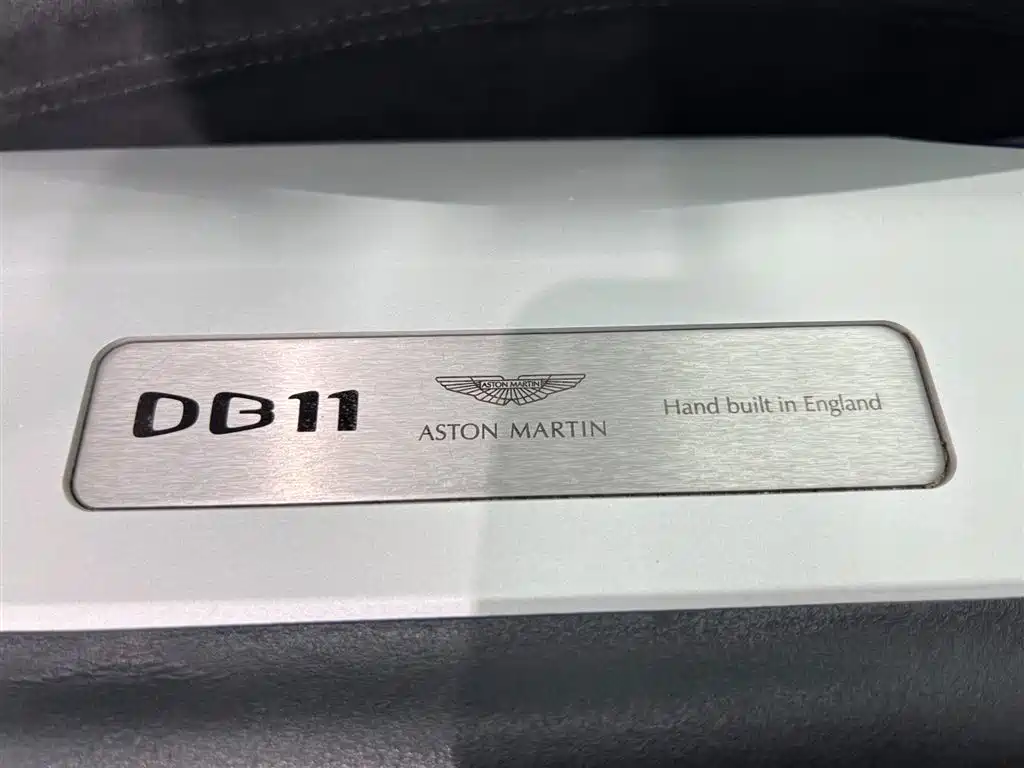 DB11
ASTON MARTIN
ASTON MARTIN
Hand built in England